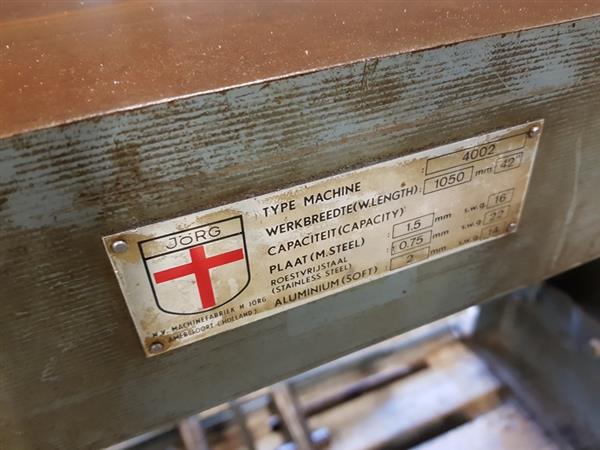 JÖRG
N.V. MACHINEFABRIEK H. JÖRG
AMERSFOORT (HOLLAND)
TYPE MACHINE : 4002
WERKBREEDTE (W.LENGTH) : 1050 mm 42"
CAPACITEIT (CAPACITY)
PLAAT (M. STEEL) : 1.5 mm s.w.g. 16
ROESTVRIJSTAAL
(STAINLESS STEEL) : 0.75 mm s.w.g. 22
ALUMINIUM (SOFT) : 2 mm s.w.g. 14